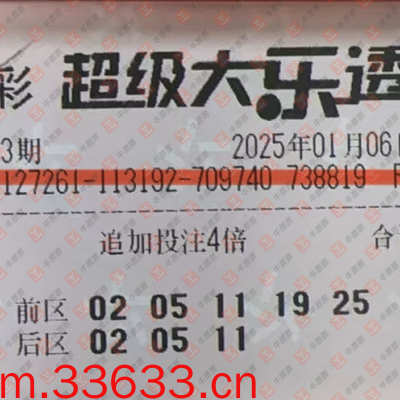 彩 超级大乐透
3期 2025年01月06日
127261-113192-709740 738819
追加投注4倍 合
前区 02 05 11 19 25
后区 02 05 11
m.33633.cn